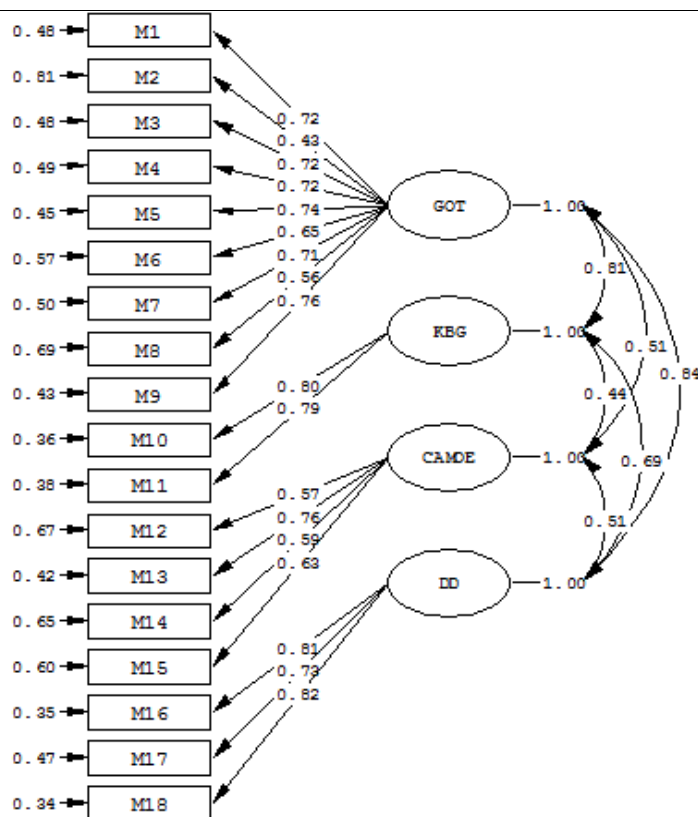 0.48 M1
0.81 M2
0.48 M3
0.72
0.43
0.49 M4
0.72
0.72
0.45 M5
0.74
GOT
1.00
0.57 M6
0.65
0.71
0.81
0.50 M7
0.56
0.76
0.69 M8
KBG
1.00
0.51
0.84
0.43 M9
0.80
0.44
0.79
0.36 M10
CAMDE
1.00
0.69
0.38 M11
0.57
0.67 M12
0.76
0.51
0.59
0.42 M13
0.63
DD
1.00
0.65 M14
0.60 M15
0.81
0.73
0.35 M16
0.82
0.47 M17
0.34 M18